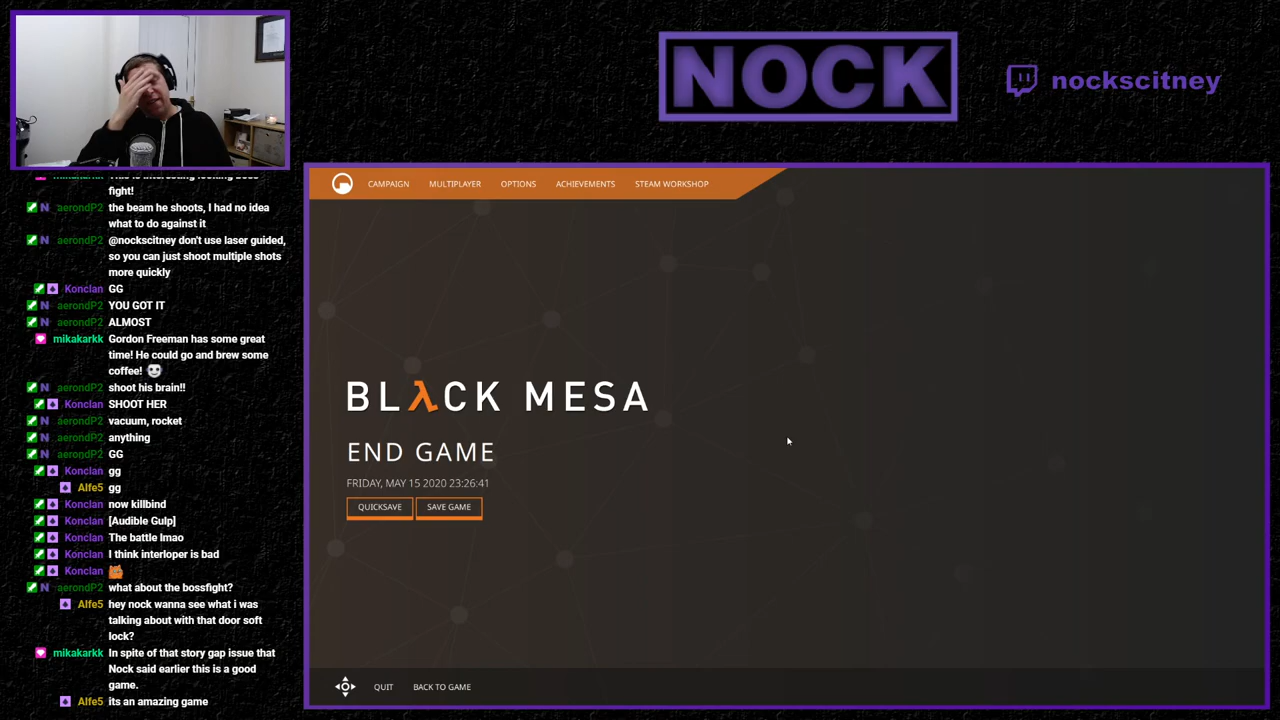 NOCK
nockscitney
fight!
aerondP2 the beam he shoots, I had no idea
what to do against it
aerondP2 @nockscitney don't use laser guided,
so you can just shoot multiple shots
more quickly
Konclan GG
aerondP2 YOU GOT IT
aerondP2 ALMOST
mikakarkk Gordon Freeman has some great
time! He could go and brew some
coffee!
aerondP2 shoot his brain!!
Konclan SHOOT HER
aerondP2 vacuum, rocket
aerondP2 anything
aerondP2 GG
Konclan gg
Alfe5 gg
Konclan now killbind
Konclan [Audible Gulp]
Konclan The battle lmao
Konclan I think interloper is bad
Konclan
aerondP2 what about the bossfight?
Alfe5 hey nock wanna see what i was
talking about with that door soft
lock?
mikakarkk In spite of that story gap issue that
Nock said earlier this is a good
game.
Alfe5 its an amazing game
CAMPAIGN MULTIPLAYER OPTIONS ACHIEVEMENTS STEAM WORKSHOP
BLλCK MESA
END GAME
FRIDAY, MAY 15 2020 23:26:41
QUICKSAVE SAVE GAME
QUIT BACK TO GAME